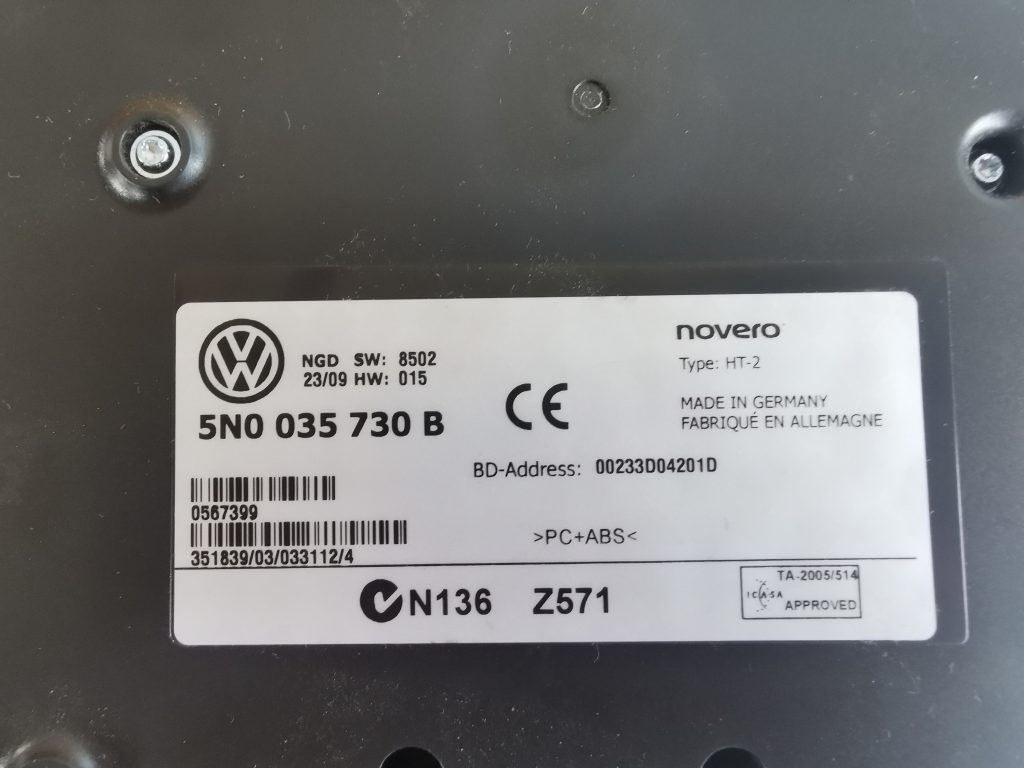 NGD SW: 8502
23/09 HW: 015
5N0 035 730 B
novero
Type: HT-2
MADE IN GERMANY
FABRIQUÉ EN ALLEMAGNE
CE
BD-Address: 00233D04201D
0567399
351839/03/033112/4
>PC+ABS<
N136 Z571
TA-2005/514
ICASA
APPROVED